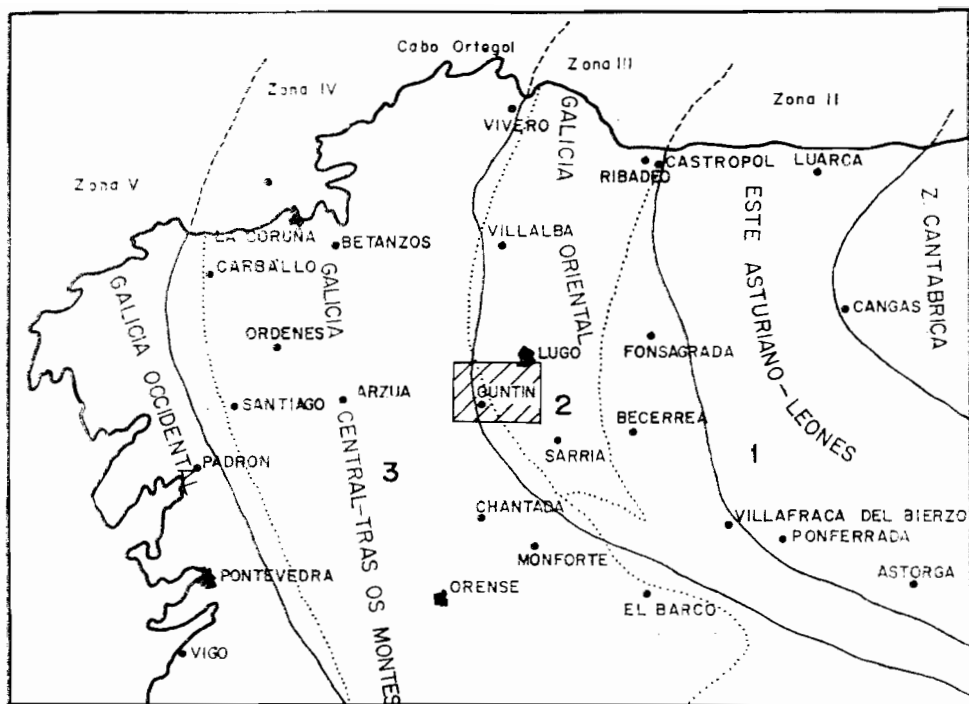 Cabo Ortegal
Zona III
Zona IV
Zona II
Zona V
VIVERO
GALICIA ORIENTAL
RIBADEO
CASTROPOL
LUARCA
ESTE ASTURIANO-LEONES
Z. CANTABRICA
LA CORUÑA
BETANZOS
CARBALLO
VILLALBA
GALICIA OCCIDENTAL
GALICIA CENTRAL-TRAS OS MONTES
CANGAS
ORDENES
LUGO
FONSAGRADA
SANTIAGO
ARZUA
GUNTIN
2
BECERREA
SARRIA
1
PADRON
3
CHANTADA
VILLAFRACA DEL BIERZO
PONFERRADA
MONFORTE
PONTEVEDRA
ORENSE
EL BARCO
ASTORGA
VIGO